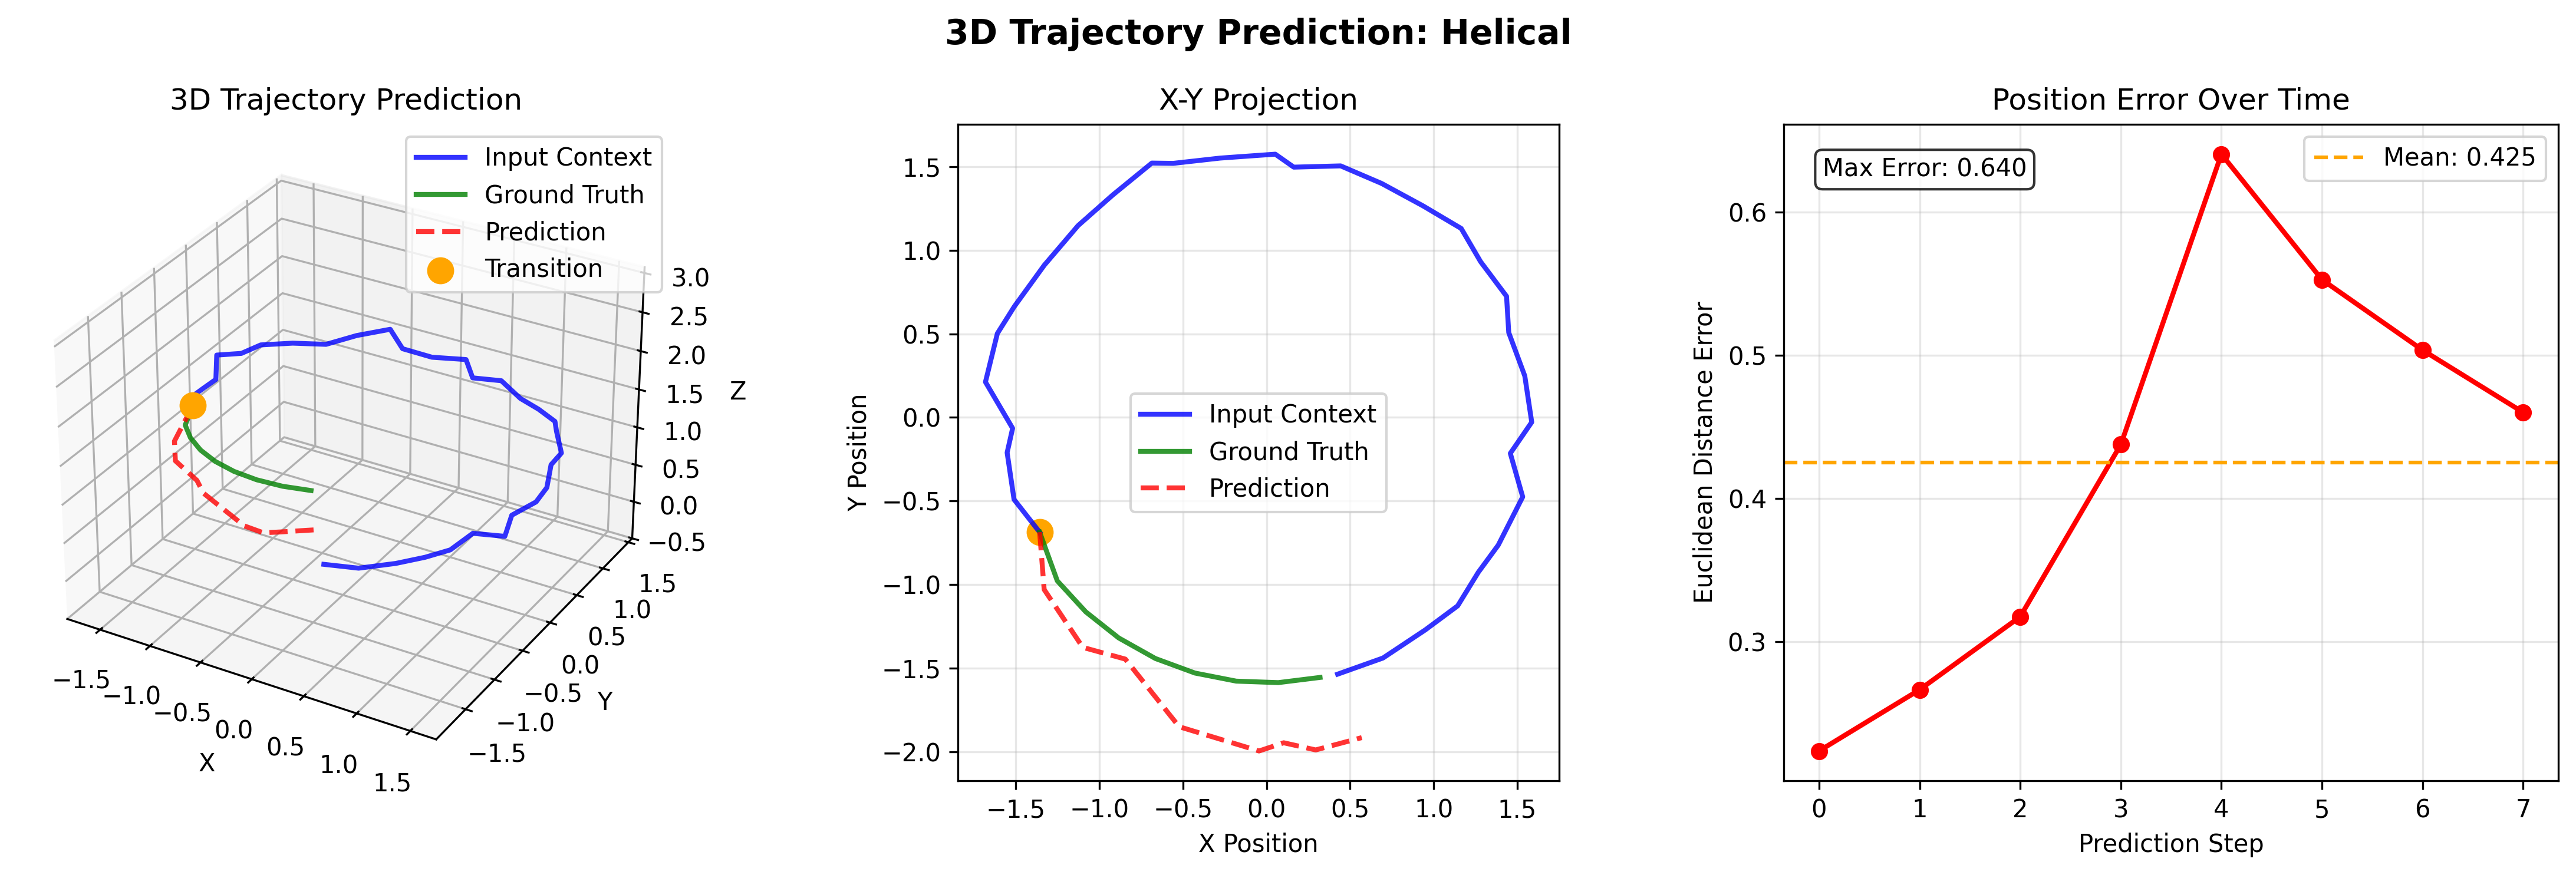 3D Trajectory Prediction: Helical
3D Trajectory Prediction
Input Context
Ground Truth
Prediction
Transition
3.0
2.5
2.0
1.5
1.0
0.5
0.0
−0.5
Z
1.5
1.0
0.5
0.0
−0.5
−1.0
−1.5
Y
−1.5
−1.0
−0.5
0.0
0.5
1.0
1.5
X
X-Y Projection
1.5
1.0
0.5
0.0
−0.5
−1.0
−1.5
−2.0
Y Position
Input Context
Ground Truth
Prediction
−1.5 −1.0 −0.5 0.0 0.5 1.0 1.5
X Position
Position Error Over Time
Max Error: 0.640
Mean: 0.425
0.6
0.5
0.4
0.3
Euclidean Distance Error
0 1 2 3 4 5 6 7
Prediction Step